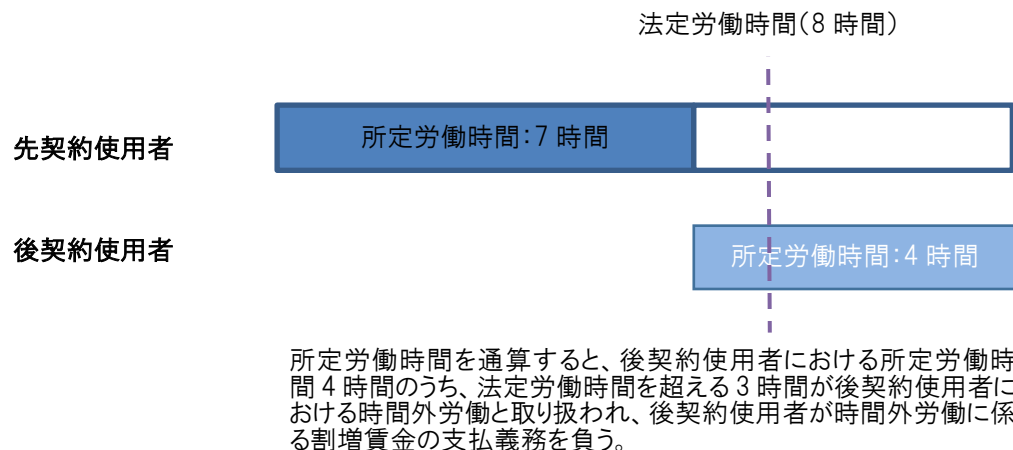 法定労働時間(8 時間)
先契約使用者
所定労働時間:7 時間
後契約使用者
所定労働時間:4 時間
所定労働時間を通算すると、後契約使用者における所定労働時
間 4 時間のうち、法定労働時間を超える 3 時間が後契約使用者に
おける時間外労働と取り扱われ、後契約使用者が時間外労働に係
る割増賃金の支払義務を負う。